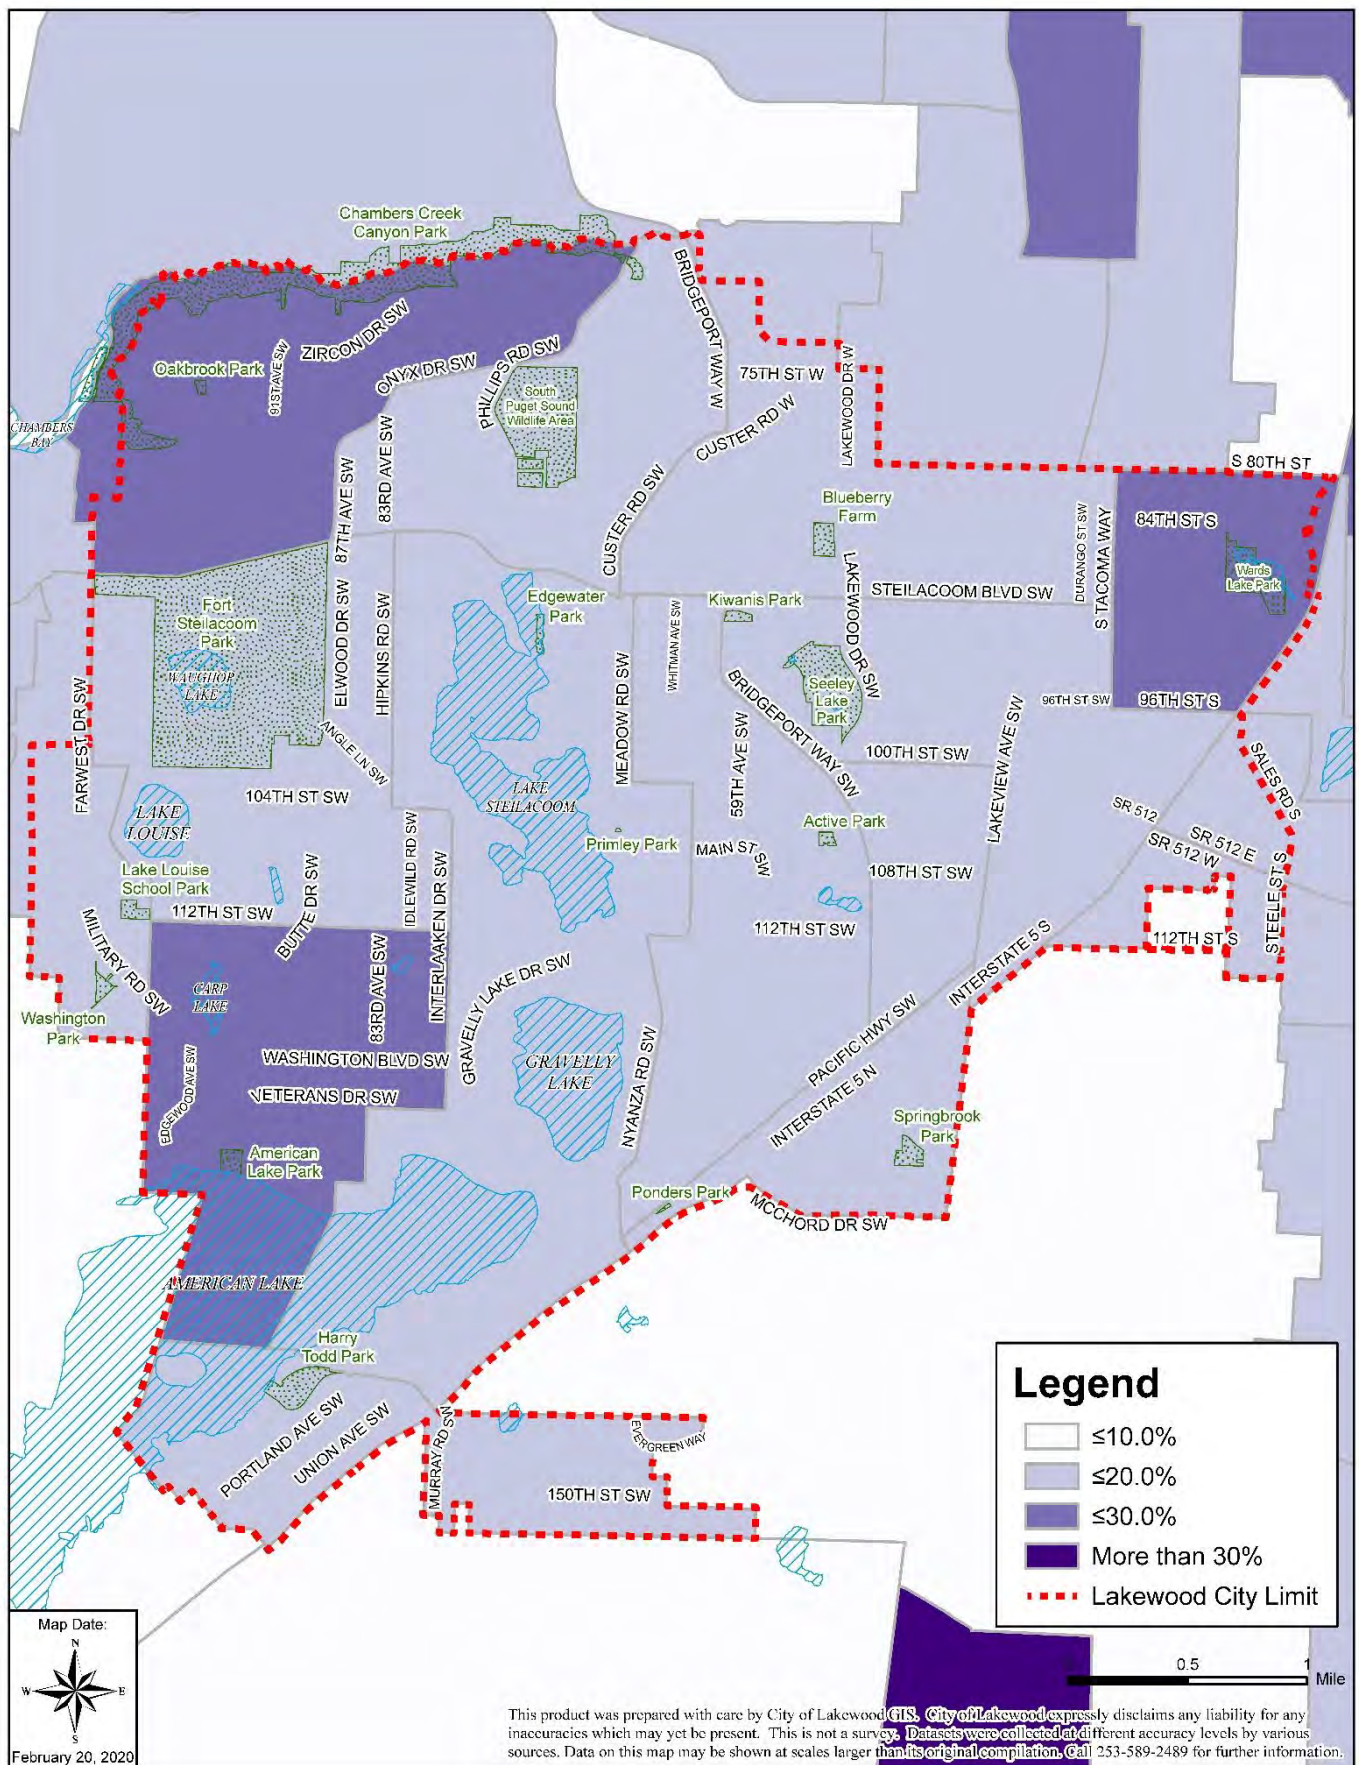 Chambers Creek
Canyon Park
BRIDGEPORT WAY W
ZIRCON DR SW
91ST AVE SW
Oakbrook Park
ONYX DR SW
PHILLIPS RD SW
South
Puget Sound
Wildlife Area
75TH ST W
LAKEWOOD DR W
CUSTER RD W
CHAMBERS
BAY
83RD AVE SW
87TH AVE SW
CUSTER RD SW
S 80TH ST
Blueberry
Farm
84TH ST S
DURANGO ST SW
S TACOMA WAY
Wards
Lake Park
STEILACOOM BLVD SW
LAKEWOOD DR SW
Fort
Steilacoom
Park
Edgewater
Park
Kiwanis Park
ELWOOD DR SW
HIPKINS RD SW
WHITMAN AVE SW
MEADOW RD SW
WAUGHOP
LAKE
Seeley
Lake
Park
BRIDGEPORT WAY SW
96TH ST SW
96TH ST S
FARWEST DR SW
ANGLE LN SW
59TH AVE SW
100TH ST SW
LAKEVIEW AVE SW
SALES RD S
104TH ST SW
LAKE
STEILACOOM
LAKE
LOUISE
Primley Park
Active Park
MAIN ST SW
SR 512
SR 512 E
SR 512 W
Lake Louise
School Park
IDLEWILD RD SW
INTERLAAKEN DR SW
108TH ST SW
112TH ST SW
BUTTE DR SW
112TH ST SW
112TH ST S
STEELE ST S
MILITARY RD SW
83RD AVE SW
GRAVELLY LAKE DR SW
INTERSTATE 5 S
CARP
LAKE
Washington
Park
WASHINGTON BLVD SW
GRAVELLY
LAKE
NYANZA RD SW
PACIFIC HWY SW
INTERSTATE 5 N
EDGEWOOD AVE SW
VETERANS DR SW
American
Lake Park
Springbrook
Park
Ponders Park
MCCHORD DR SW
AMERICAN LAKE
Harry
Todd Park
PORTLAND AVE SW
UNION AVE SW
MURRAY RD SW
EVERGREEN WAY
150TH ST SW
Legend
≤10.0%
≤20.0%
≤30.0%
More than 30%
Lakewood City Limit
0.5 1
Mile
Map Date:
N
W E
S
February 20, 2020
This product was prepared with care by City of Lakewood GIS. City of Lakewood expressly disclaims any liability for any
inaccuracies which may yet be present. This is not a survey. Datasets were collected at different accuracy levels by various
sources. Data on this map may be shown at scales larger than its original compilation. Call 253-589-2489 for further information.